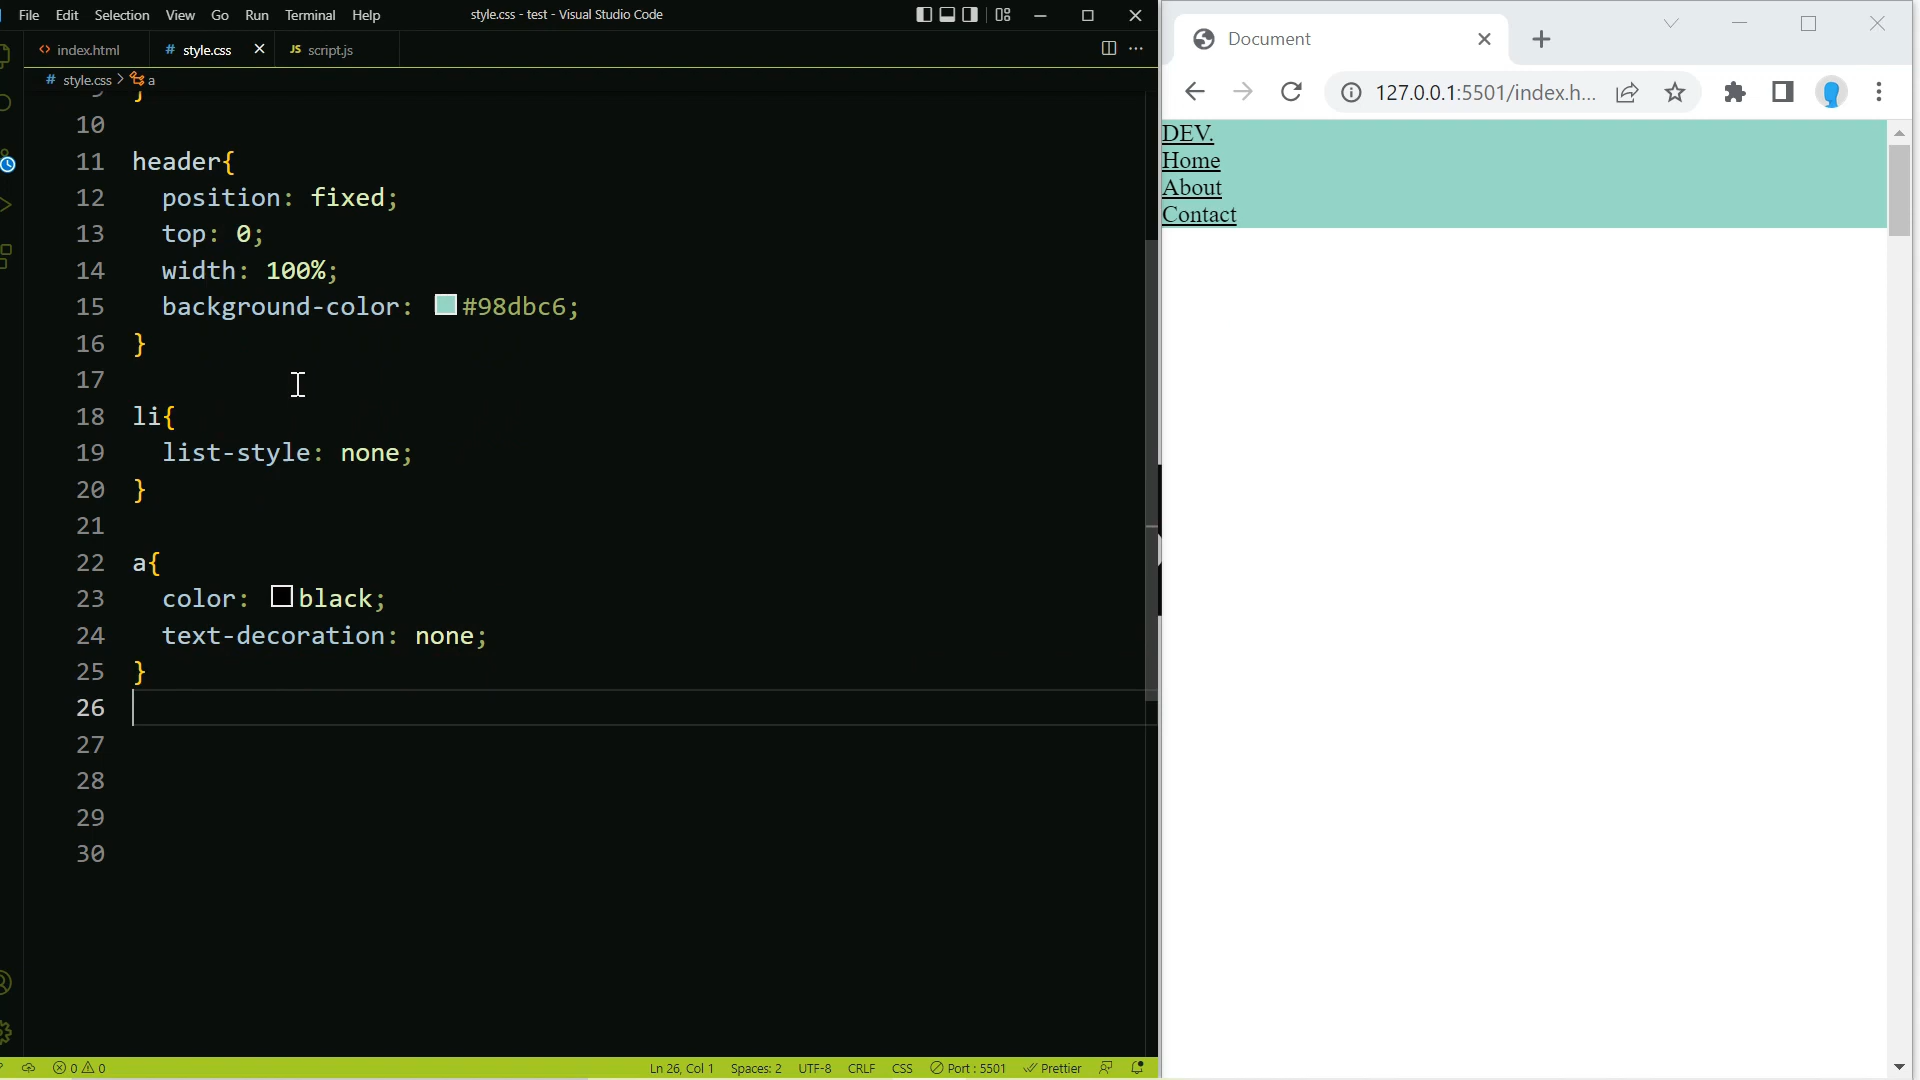 File Edit Selection View Go Run Terminal Help
style.css - test - Visual Studio Code
index.html
style.css
JS script.js
# style.css > a
9 }
10
11 header{
12 position: fixed;
13 top: 0;
14 width: 100%;
15 background-color: #98dbc6;
16 }
17
18 li{
19 list-style: none;
20 }
21
22 a{
23 color: black;
24 text-decoration: none;
25 }
26
27
28
29
30
0 0
Ln 26, Col 1 Spaces: 2 UTF-8 CRLF CSS Port : 5501 Prettier
Document
127.0.0.1:5501/index.h...
DEV.
Home
About
Contact